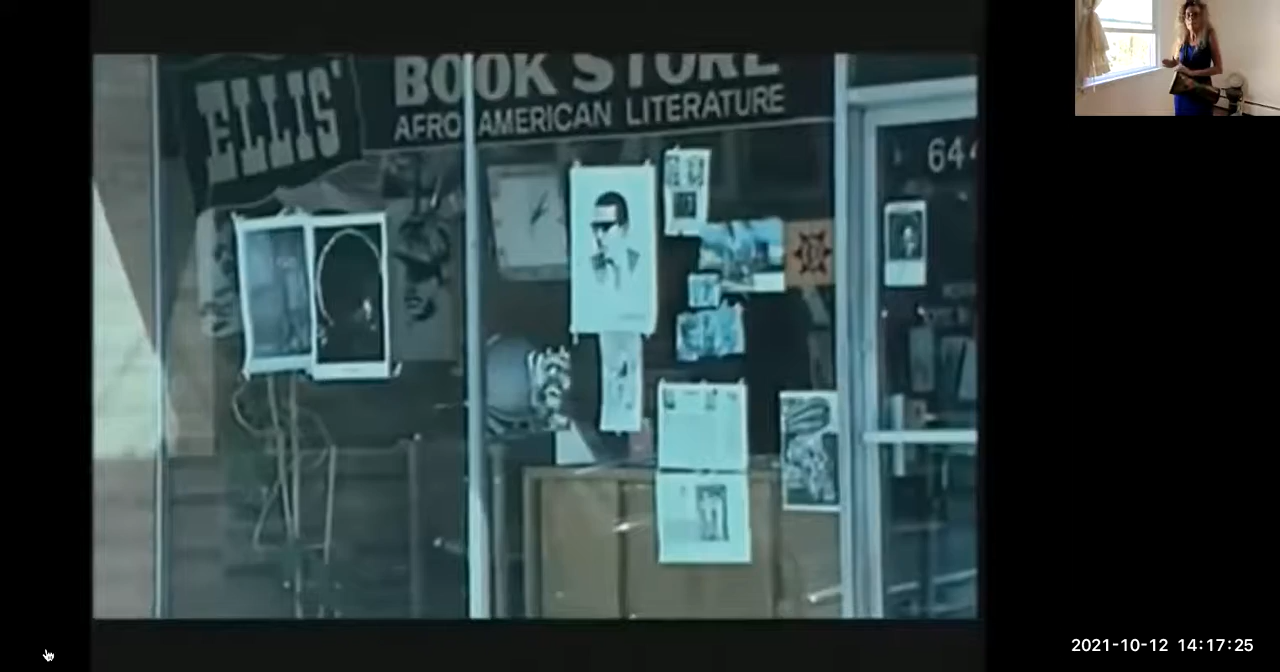 ELLIS'
BOOK STORE
AFRO AMERICAN LITERATURE
644
2021-10-12 14:17:25